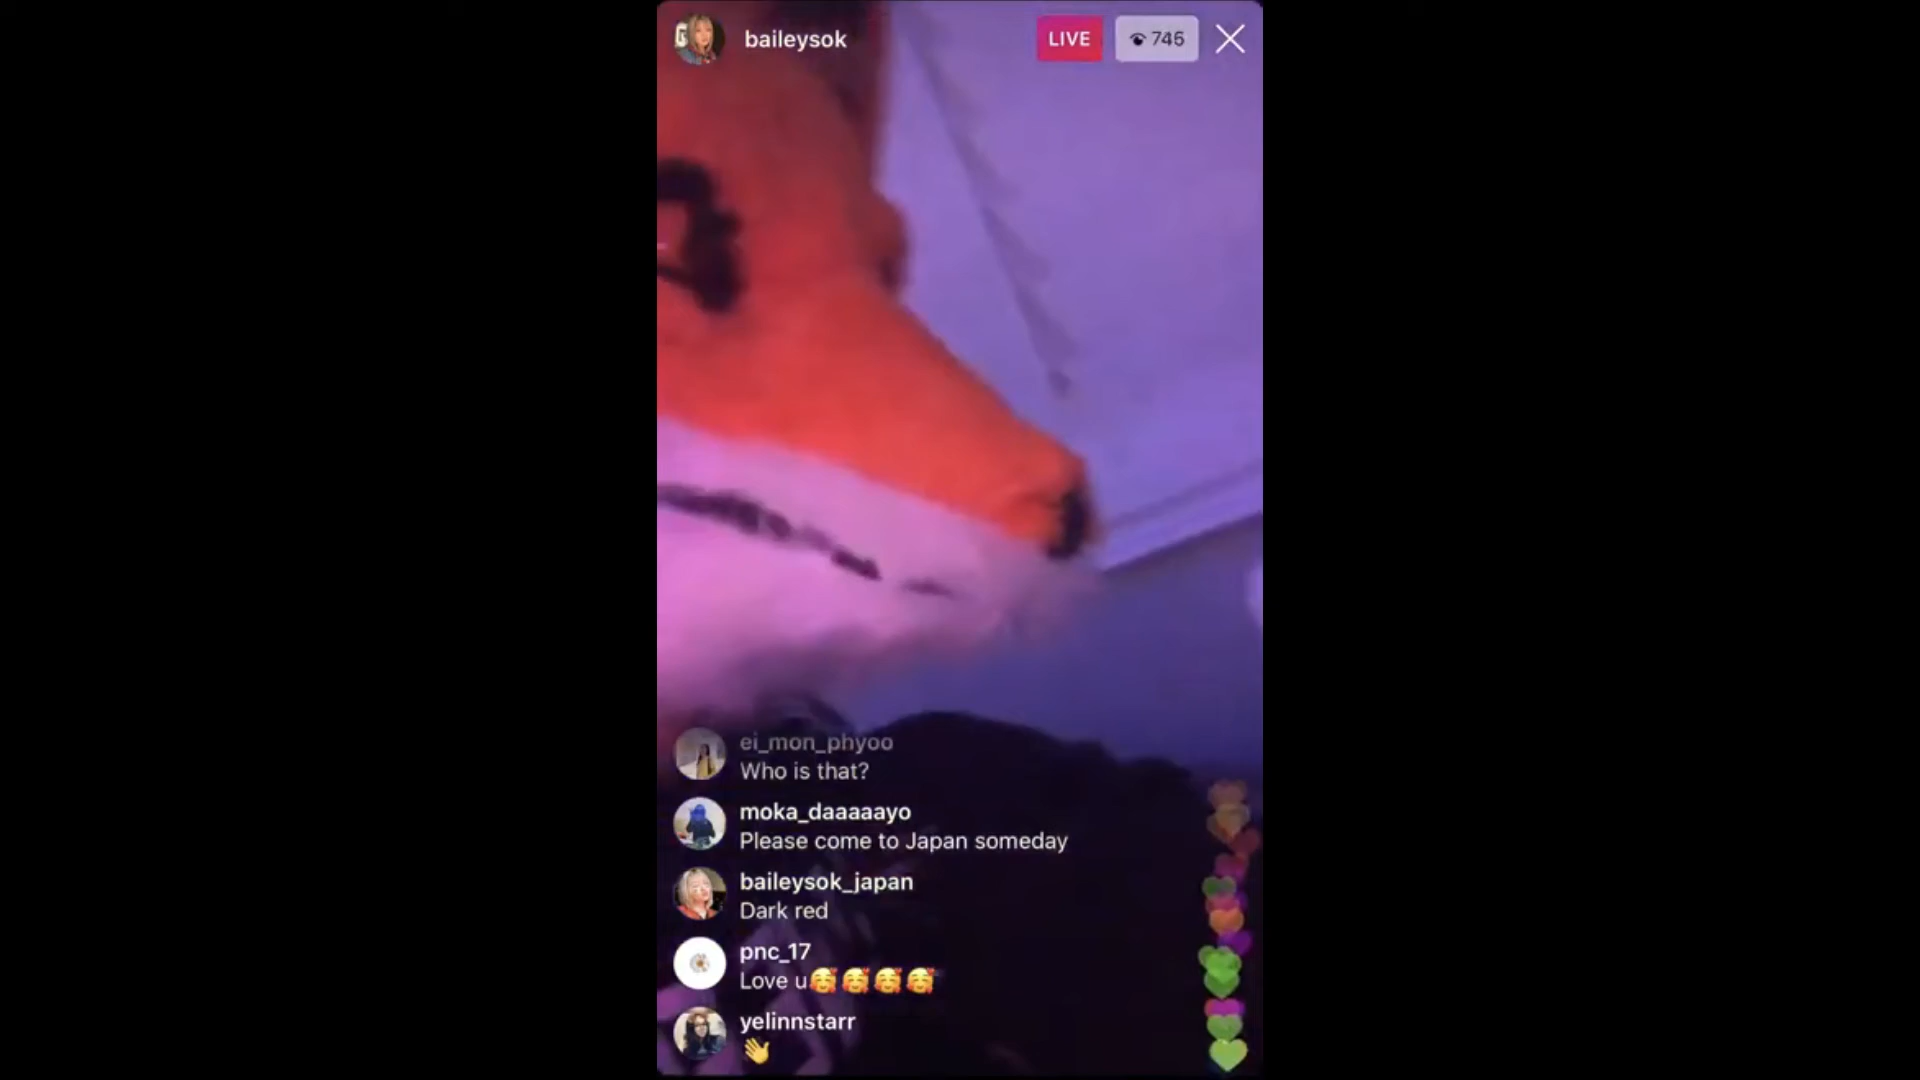 baileysok
LIVE
745
ei_mon_phyoo
Who is that?
moka_daaaaayo
Please come to Japan someday
baileysok_japan
Dark red
pnc_17
Love u🥰🥰🥰🥰
yelinnstarr
👋